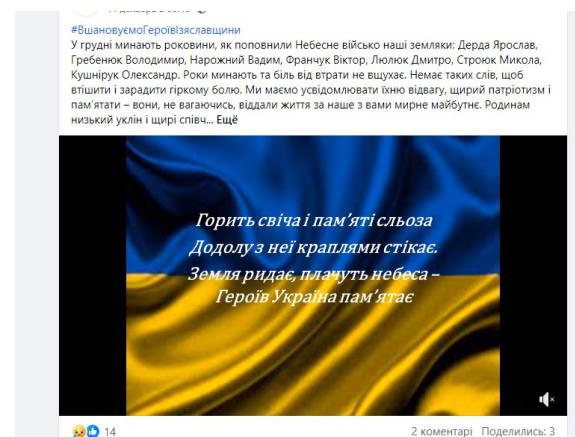 #ВшановуємоГероївІзяславщини
У грудні минають роковини, як поповнили Небесне військо наші земляки: Дерда Ярослав,
Гребенюк Володимир, Нарожний Вадим, Франчук Віктор, Люлюк Дмитро, Строюк Микола,
Кушнірук Олександр. Роки минають та біль від втрати не вщухає. Немає таких слів, щоб
втішити і зарадити гіркому болю. Ми маємо усвідомлювати їхню відвагу, щирий патріотизм і
пам'ятати – вони, не вагаючись, віддали життя за наше з вами мирне майбутнє. Родинам
низький уклін і щирі співч... Ещё
Горить свіча і пам'яті сльоза
Додолу з неї краплями стікає.
Земля ридає, плачуть небеса –
Героїв Україна пам'ятає
14
2 коментарі Поделились: 3